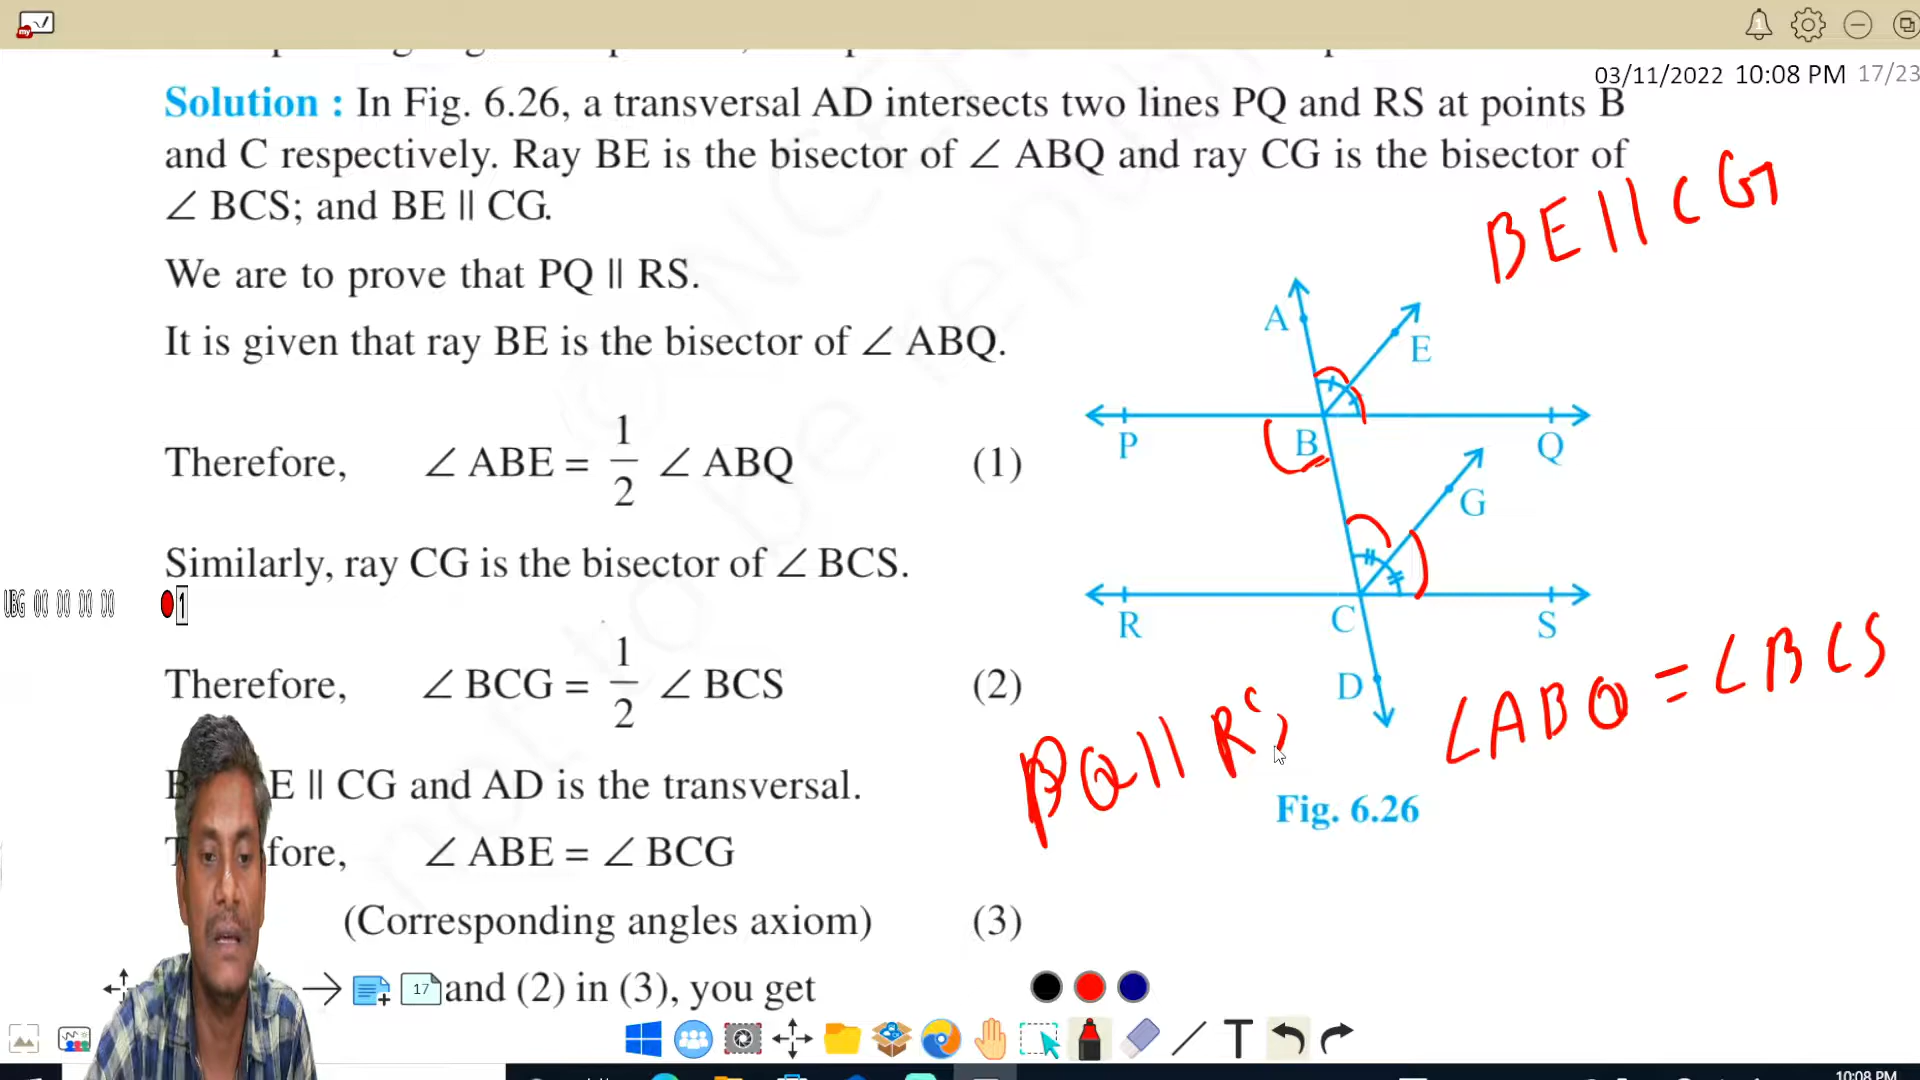 03/11/2022 10:08 PM 17/23
Solution : In Fig. 6.26, a transversal AD intersects two lines PQ and RS at points B
and C respectively. Ray BE is the bisector of ∠ ABQ and ray CG is the bisector of
∠ BCS; and BE || CG.
BE || CG
We are to prove that PQ || RS.
It is given that ray BE is the bisector of ∠ ABQ.
A
E
P
B
Q
Therefore, ∠ ABE = 1/2 ∠ ABQ (1)
G
Similarly, ray CG is the bisector of ∠ BCS.
1
R
C
S
Therefore, ∠ BCG = 1/2 ∠ BCS (2)
D
∠ABQ = ∠BCS
PQ || RS
E || CG and AD is the transversal.
Fig. 6.26
fore, ∠ ABE = ∠ BCG
(Corresponding angles axiom) (3)
17
and (2) in (3), you get
T
10:08 PM